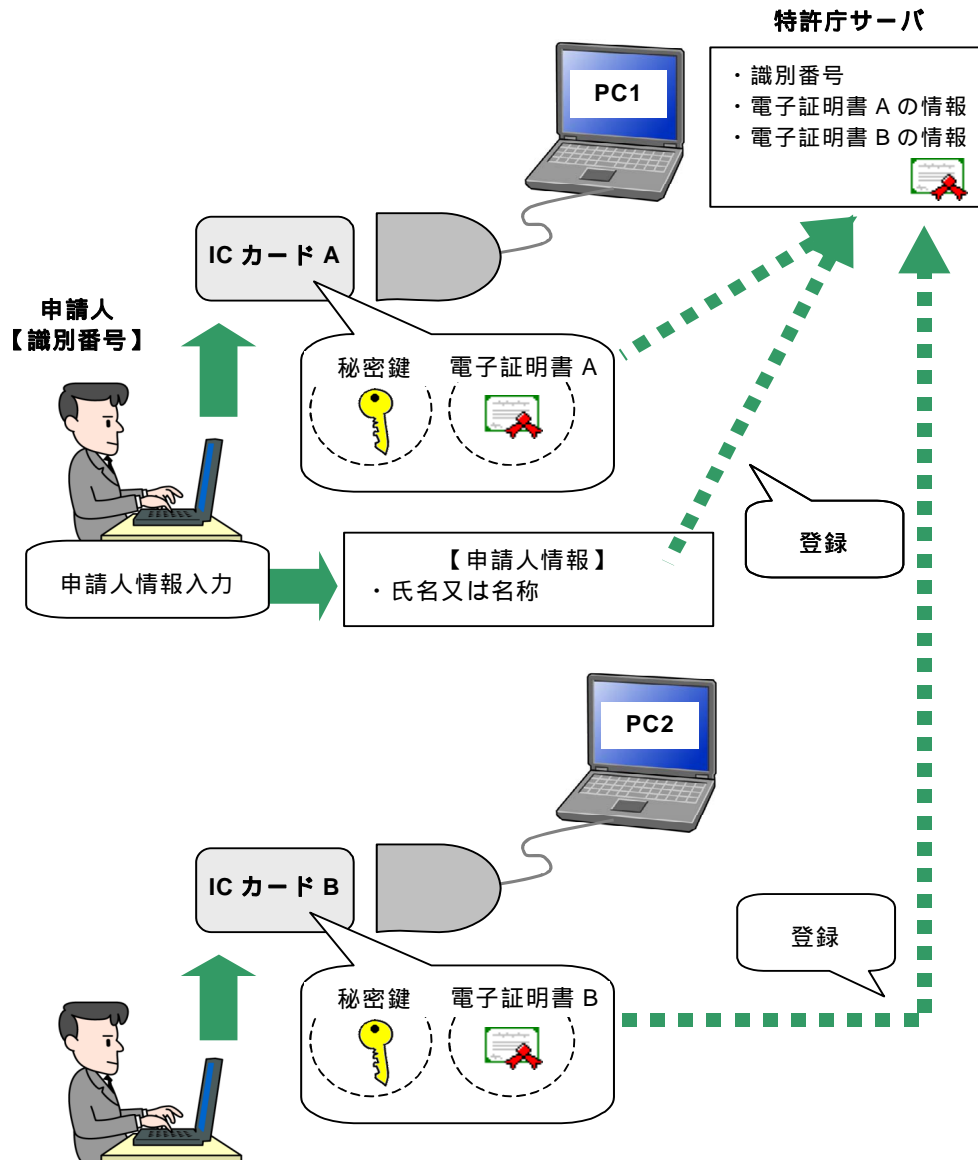 特許庁サーバ
PC1
・識別番号
・電子証明書 A の情報
・電子証明書 B の情報
IC カード A
申請人
【識別番号】
秘密鍵
電子証明書 A
登録
申請人情報入力
【申請人情報】
・氏名又は名称
PC2
IC カード B
登録
秘密鍵
電子証明書 B